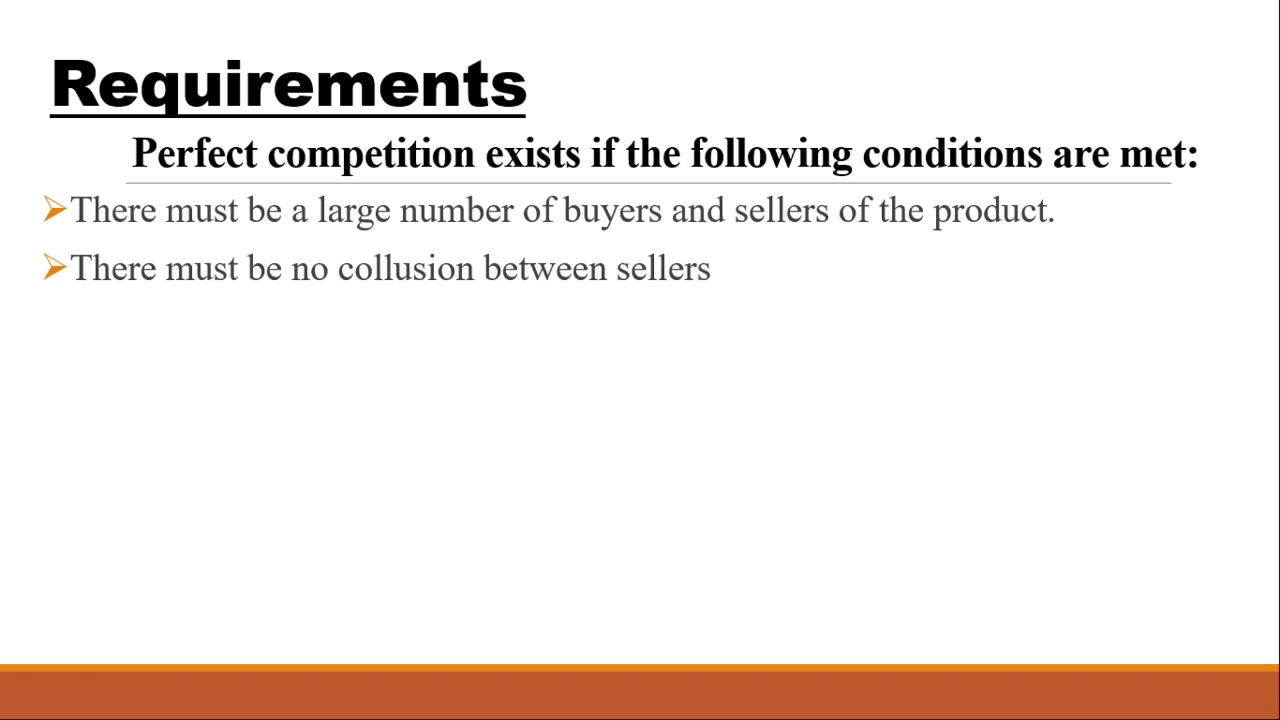 Requirements
Perfect competition exists if the following conditions are met:
There must be a large number of buyers and sellers of the product.
There must be no collusion between sellers